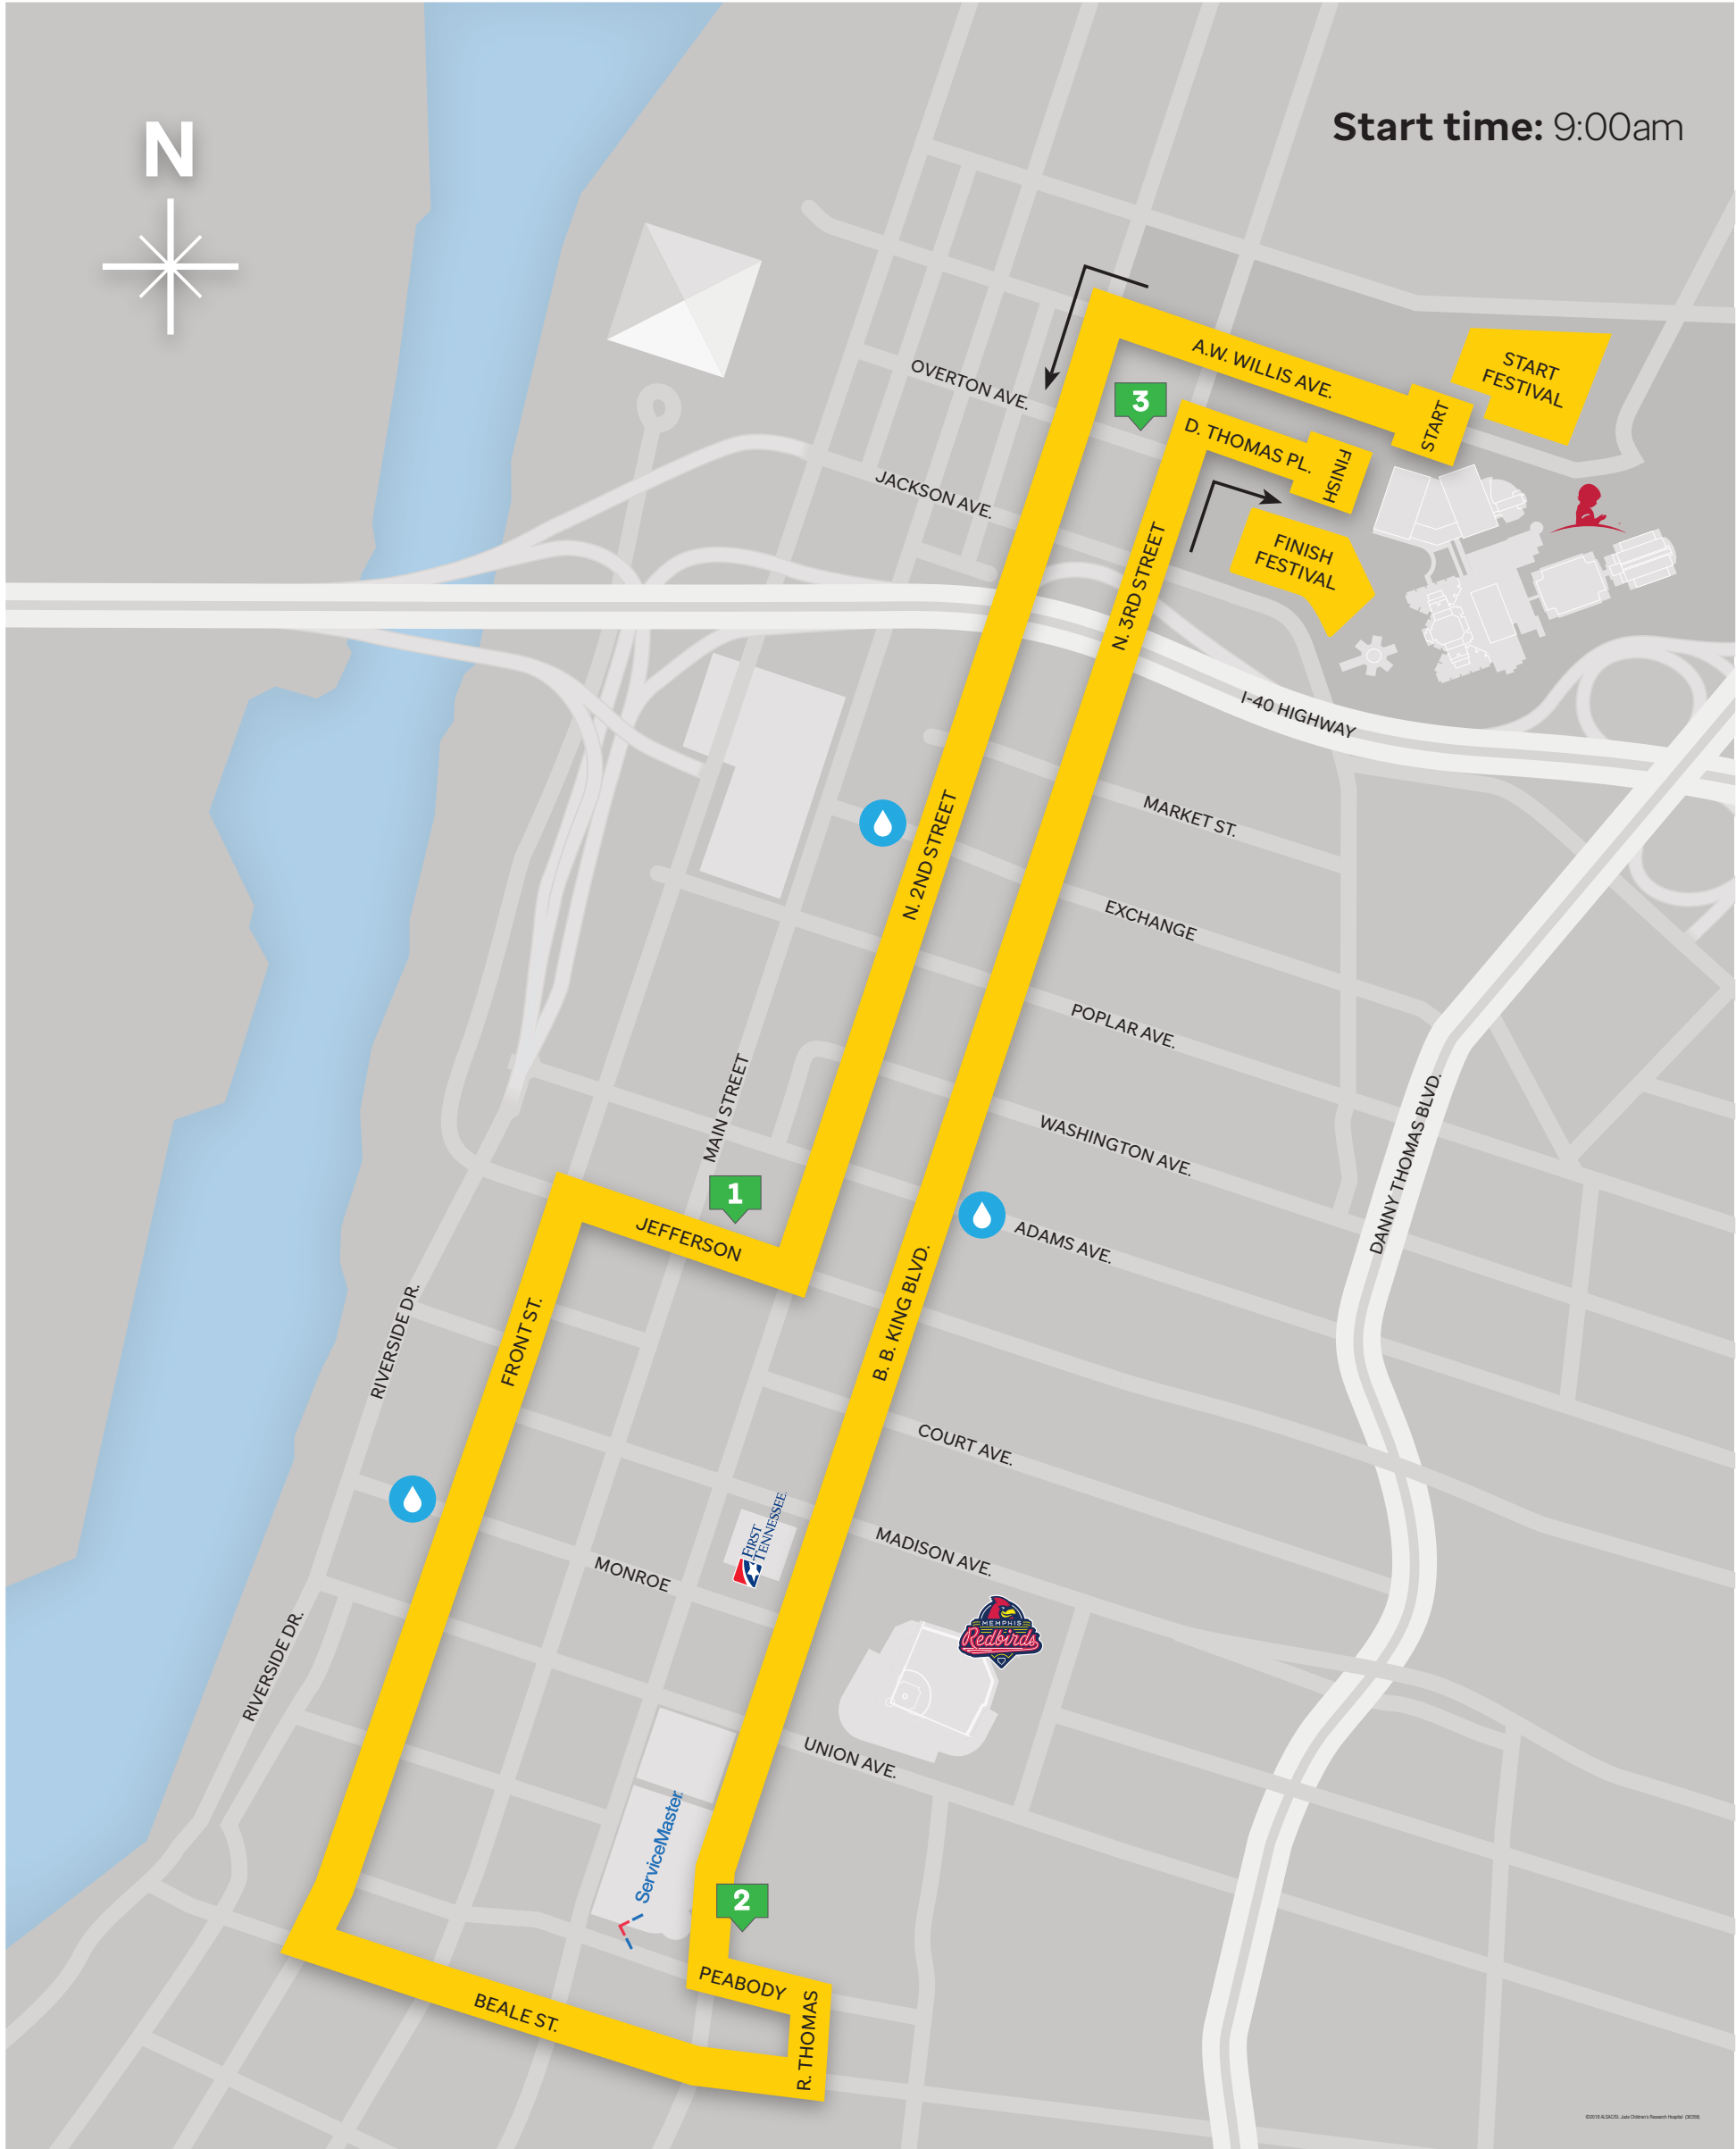 N
Start time: 9:00am
START
FESTIVAL
A.W. WILLIS AVE.
START
OVERTON AVE.
3
D. THOMAS PL.
FINISH
JACKSON AVE.
FINISH
FESTIVAL
N. 3RD STREET
I-40 HIGHWAY
MARKET ST.
N. 2ND STREET
EXCHANGE
POPLAR AVE.
MAIN STREET
WASHINGTON AVE.
DANNY THOMAS BLVD.
1
JEFFERSON
ADAMS AVE.
RIVERSIDE DR.
FRONT ST.
B. B. KING BLVD.
COURT AVE.
FIRST
TENNESSEE
MADISON AVE.
MONROE
MEMPHIS
Redbirds
RIVERSIDE DR.
UNION AVE.
ServiceMaster
2
PEABODY
R. THOMAS
BEALE ST.